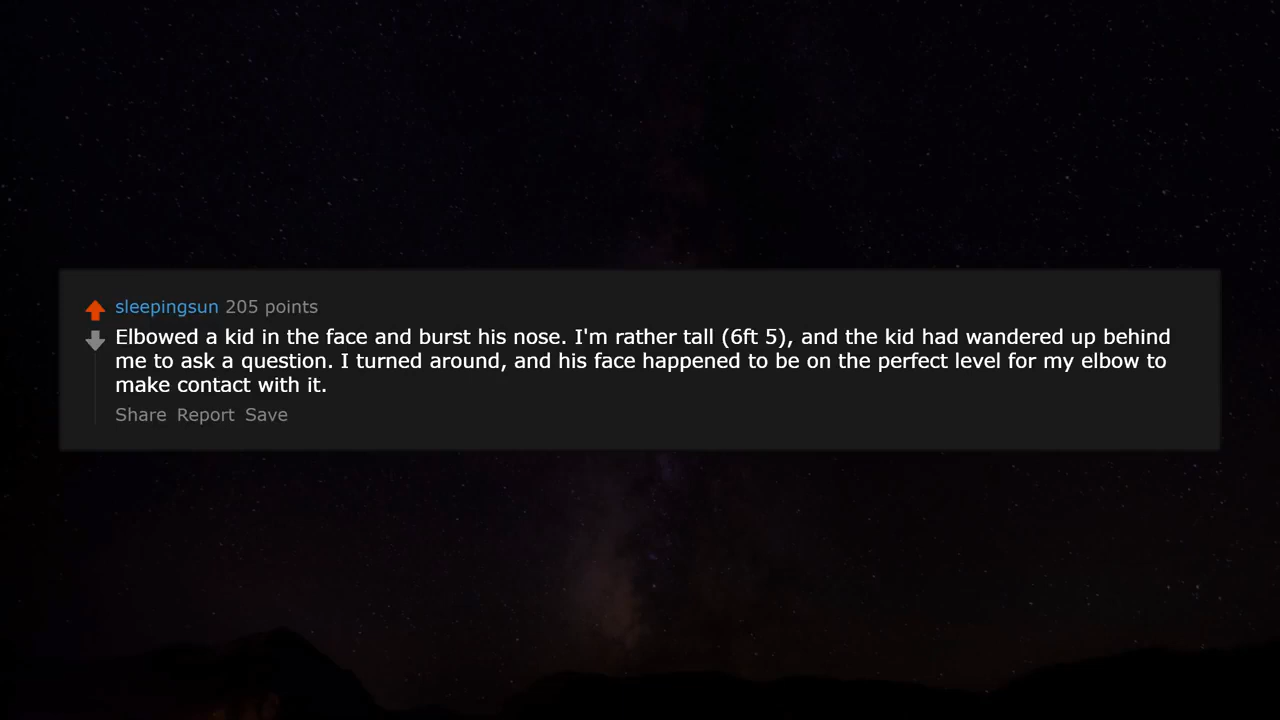 sleepingsun 205 points
Elbowed a kid in the face and burst his nose. I'm rather tall (6ft 5), and the kid had wandered up behind
me to ask a question. I turned around, and his face happened to be on the perfect level for my elbow to
make contact with it.
Share Report Save